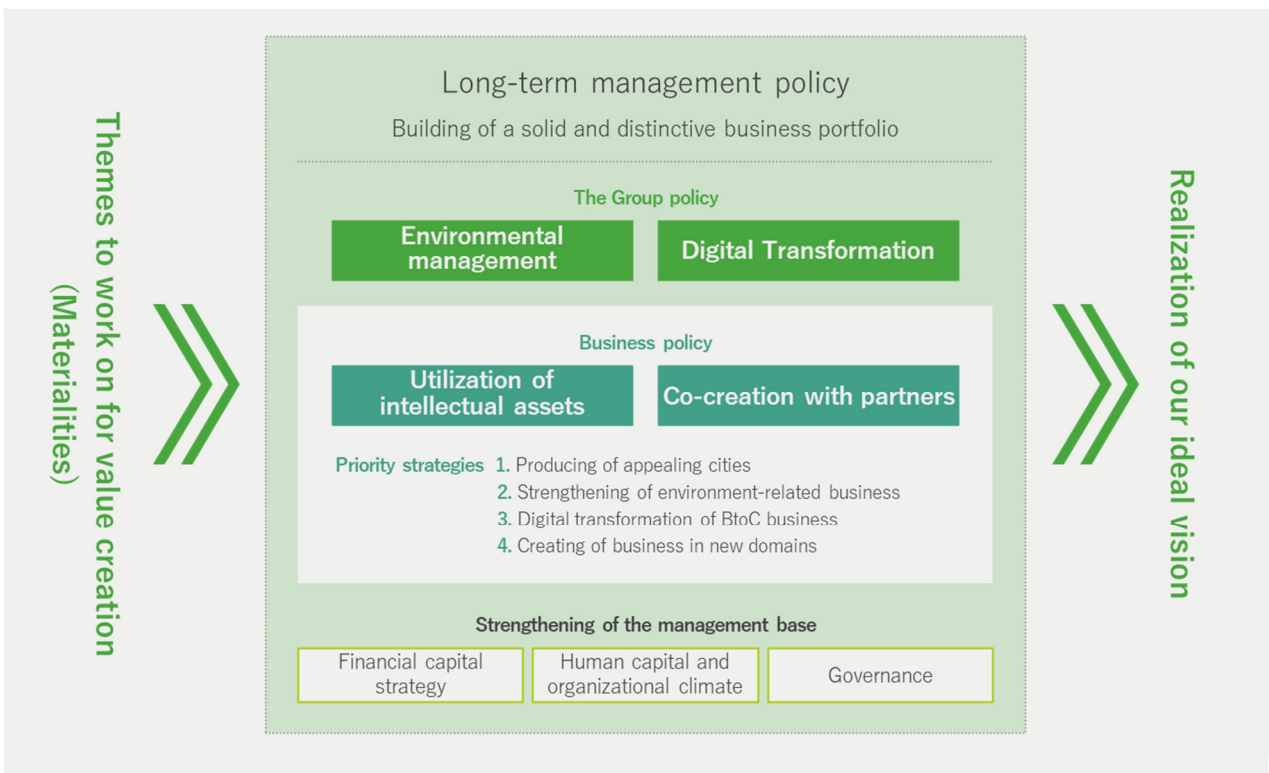 Themes to work on for value creation
(Materialities)
Long-term management policy
Building of a solid and distinctive business portfolio
The Group policy
Environmental
management
Digital Transformation
Business policy
Utilization of
intellectual assets
Co-creation with partners
Priority strategies 1. Producing of appealing cities
2. Strengthening of environment-related business
3. Digital transformation of BtoC business
4. Creating of business in new domains
Strengthening of the management base
Financial capital
strategy
Human capital and
organizational climate
Governance
Realization of our ideal vision